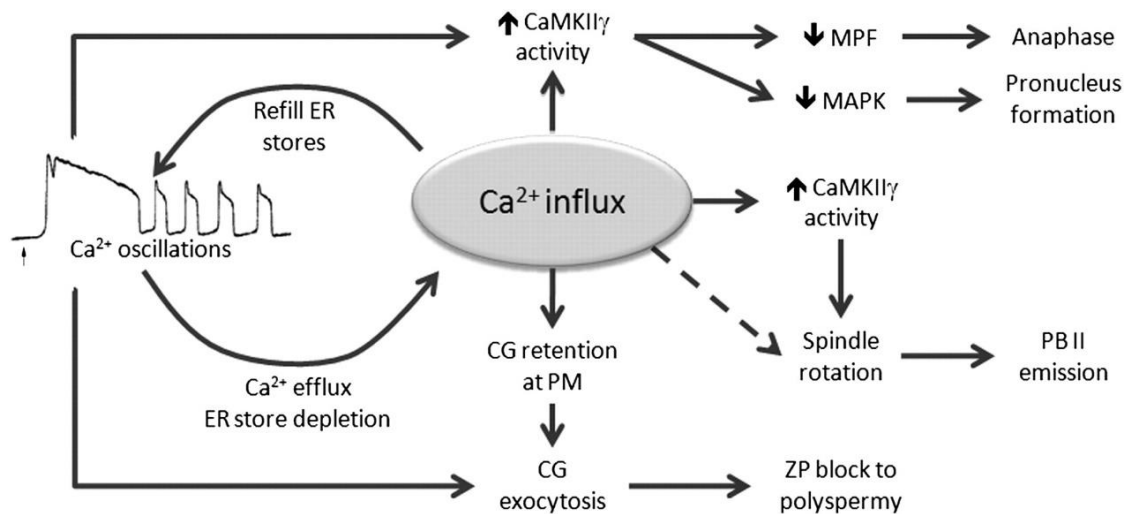 ↑ CaMKIIγ
activity
↓ MPF
Anaphase
↓ MAPK
Pronucleus
formation
Refill ER
stores
Ca²⁺ influx
↑ CaMKIIγ
activity
Ca²⁺ oscillations
CG retention
at PM
Spindle
rotation
PB II
emission
Ca²⁺ efflux
ER store depletion
CG
exocytosis
ZP block to
polyspermy